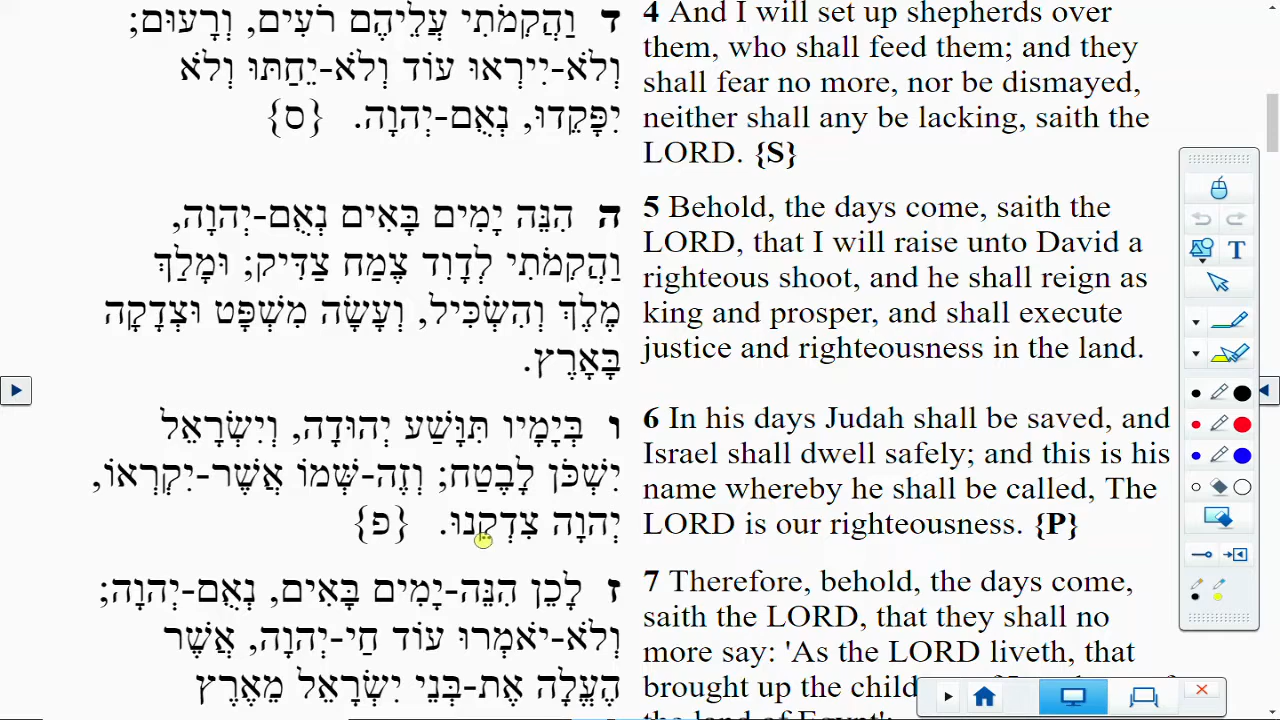 ד וַהֲקִמֹתִי עֲלֵיהֶם רֹעִים, וְרָעוּם;
וְלֹא-יִירְאוּ עוֹד וְלֹא-יֵחַתּוּ וְלֹא
יִפָּקֵדוּ, נְאֻם-יְהוָה. {ס}
4 And I will set up shepherds over
them, who shall feed them; and they
shall fear no more, nor be dismayed,
neither shall any be lacking, saith the
LORD. {S}
ה הִנֵּה יָמִים בָּאִים נְאֻם-יְהוָה,
וַהֲקִמֹתִי לְדָוִד צֶמַח צַדִּיק; וּמָלַךְ
מֶלֶךְ וְהִשְׂכִּיל, וְעָשָׂה מִשְׁפָּט וּצְדָקָה
בָּאָרֶץ.
5 Behold, the days come, saith the
LORD, that I will raise unto David a
righteous shoot, and he shall reign as
king and prosper, and shall execute
justice and righteousness in the land.
ו בְּיָמָיו תִּוָּשַׁע יְהוּדָה, וְיִשְׂרָאֵל
יִשְׁכֹּן לָבֶטַח; וְזֶה-שְּׁמוֹ אֲשֶׁר-יִקְרְאוֹ,
יְהוָה צִדְקֵנוּ. {פ}
6 In his days Judah shall be saved, and
Israel shall dwell safely; and this is his
name whereby he shall be called, The
LORD is our righteousness. {P}
ז לָכֵן הִנֵּה-יָמִים בָּאִים, נְאֻם-יְהוָה;
וְלֹא-יֹאמְרוּ עוֹד חַי-יְהוָה, אֲשֶׁר
הֶעֱלָה אֶת-בְּנֵי יִשְׂרָאֵל מֵאֶרֶץ
7 Therefore, behold, the days come,
saith the LORD, that they shall no
more say: 'As the LORD liveth, that
brought up the child
the land of Egypt';
T